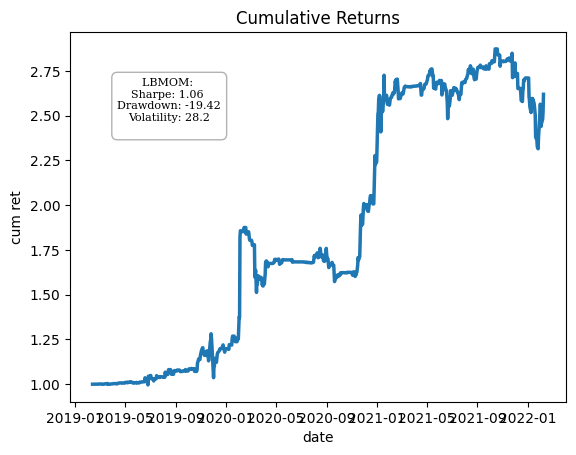 Cumulative Returns
LBMOM:
Sharpe: 1.06
Drawdown: -19.42
Volatility: 28.2
cum ret
2.75
2.50
2.25
2.00
1.75
1.50
1.25
1.00
2019-01 2019-05 2019-09 2020-01 2020-05 2020-09 2021-01 2021-05 2021-09 2022-01
date